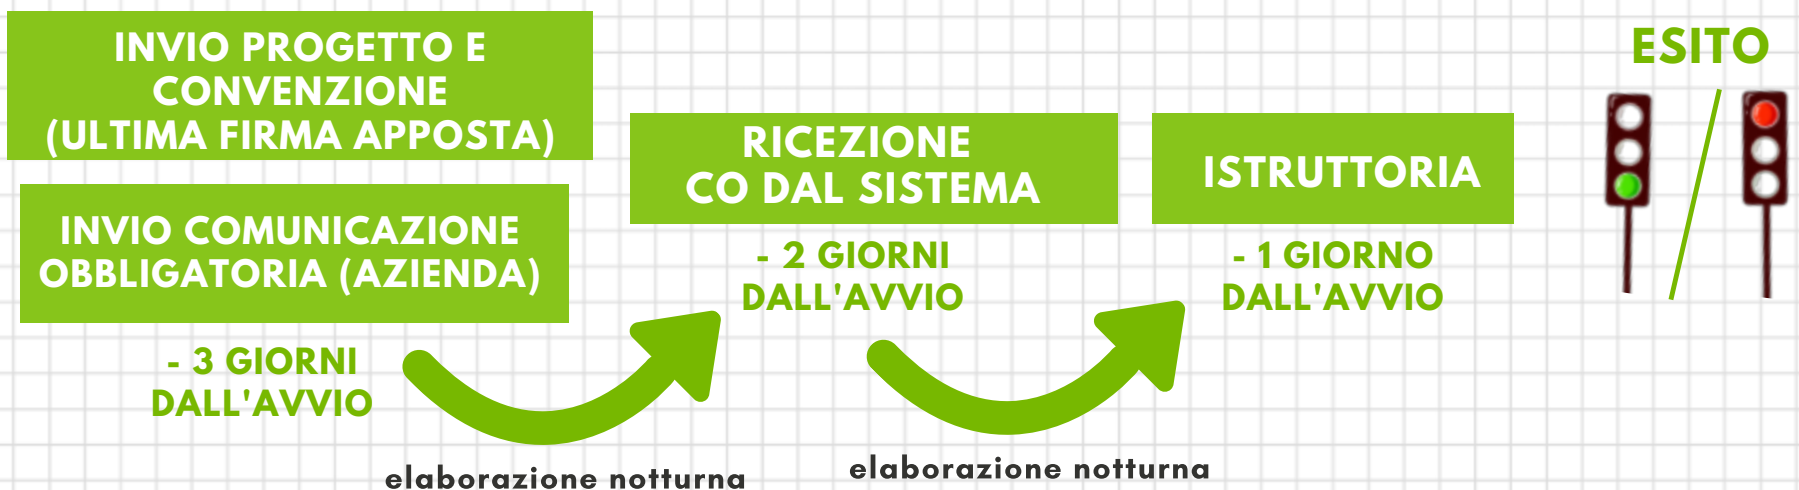 INVIO PROGETTO E
CONVENZIONE
(ULTIMA FIRMA APPOSTA)
INVIO COMUNICAZIONE
OBBLIGATORIA (AZIENDA)
- 3 GIORNI
DALL'AVVIO
elaborazione notturna
RICEZIONE
CO DAL SISTEMA
- 2 GIORNI
DALL'AVVIO
elaborazione notturna
ISTRUTTORIA
- 1 GIORNO
DALL'AVVIO
ESITO